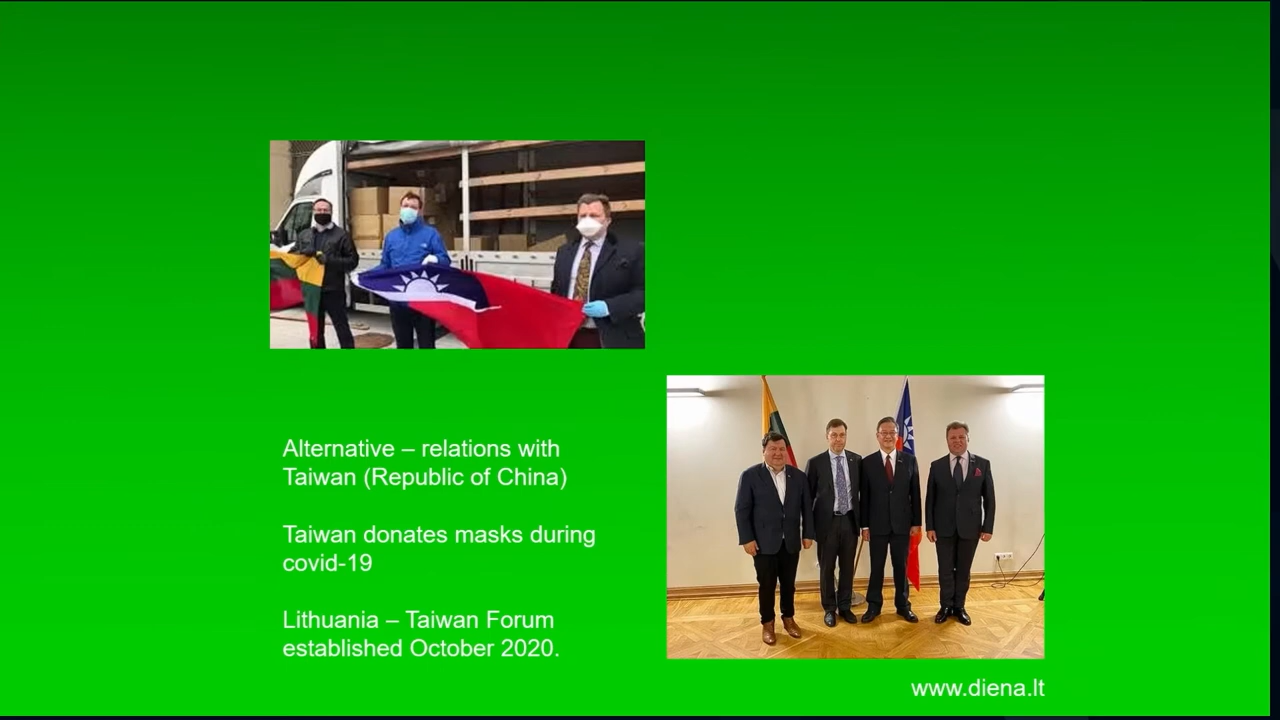 Alternative – relations with
Taiwan (Republic of China)
Taiwan donates masks during
covid-19
Lithuania – Taiwan Forum
established October 2020.
www.diena.lt